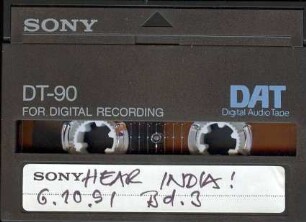 SONY
DT-90
FOR DIGITAL RECORDING
DAT
Digital Audio Tape
SONY HEAR INDIA!
6.10.91 Bd. 3